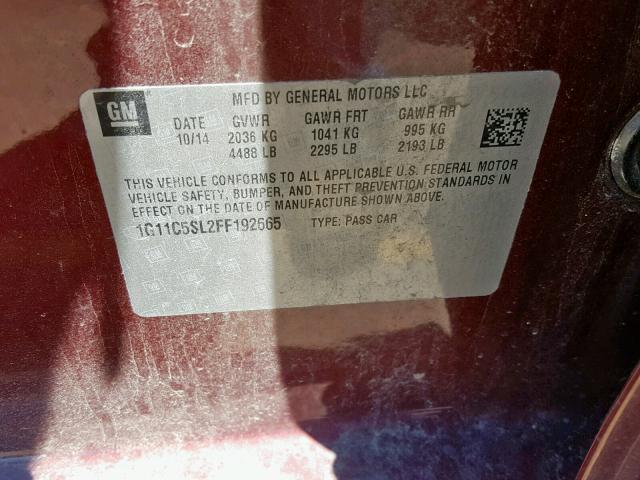 GM
MFD BY GENERAL MOTORS LLC
DATE GVWR GAWR FRT GAWR RR
10/14 2036 KG 1041 KG 995 KG
4488 LB 2295 LB 2193 LB
THIS VEHICLE CONFORMS TO ALL APPLICABLE U.S. FEDERAL MOTOR
VEHICLE SAFETY, BUMPER, AND THEFT PREVENTION STANDARDS IN
EFFECT ON THE DATE OF MANUFACTURE SHOWN ABOVE.
1G11C5SL2FF192665 TYPE: PASS CAR